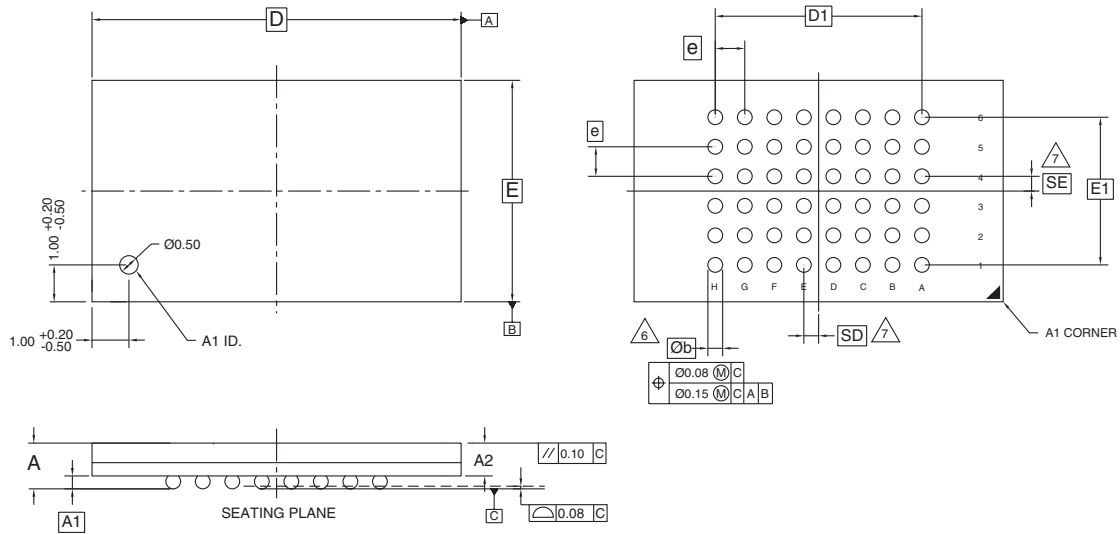 D
A
D1
e
6
e
5
7
4
SE
E
E1
3
1.00 +0.20 -0.50
Ø0.50
2
1
H G F E D C B A
B
1.00 +0.20 -0.50
A1 ID.
6
Øb
SD
7
A1 CORNER
Ø0.08 M C
Ø0.15 M C A B
A
A2
// 0.10 C
A1
SEATING PLANE
C
0.08 C